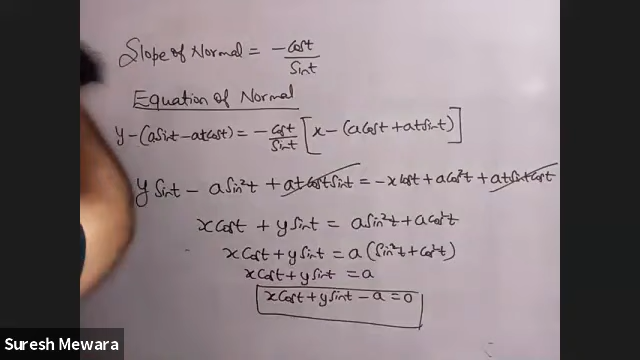 Slope of Normal = -cost/sint
Equation of Normal
y-(asint-atcost) = -cost/sint [x-(acost+atsint)]
ysint - asin²t + atcostsint = -xcost+acos²t+atsintcost
xcost + ysint = asin²t+acos²t
xcost+ysint = a(sin²t+cos²t)
xcost+ysint = a
xcost+ysint-a=0
Suresh Mewara